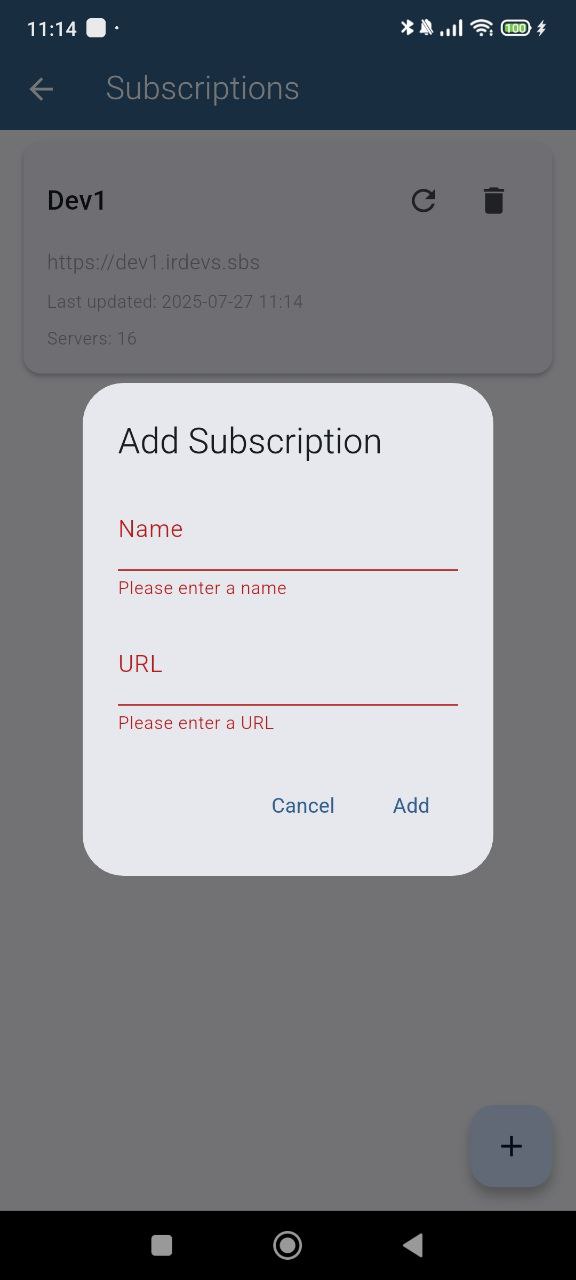 11:14
100
Subscriptions
Dev1
https://dev1.irdevs.sbs
Last updated: 2025-07-27 11:14
Servers: 16
Add Subscription
Name
Please enter a name
URL
Please enter a URL
Cancel Add